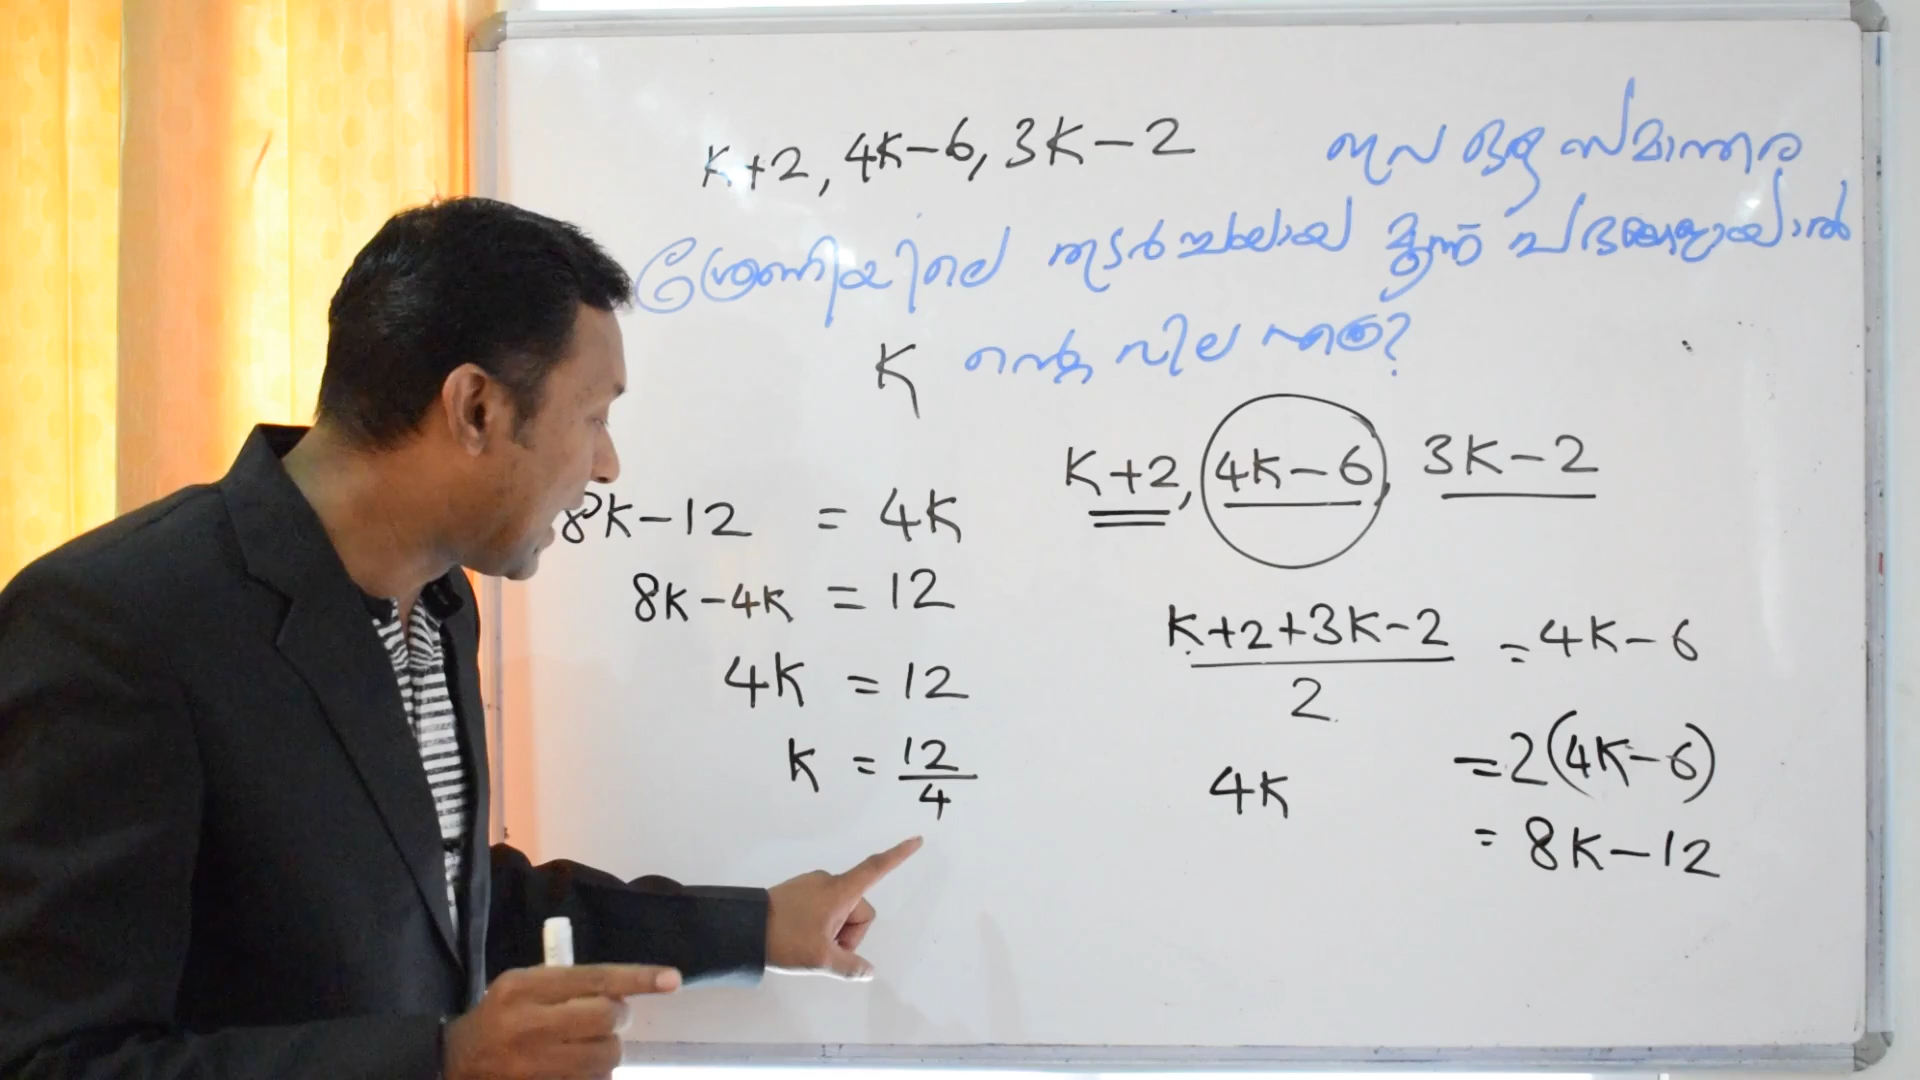 K+2, 4K-6, 3K-2 ഇവ ഒരു സമാന്തര
ശ്രേണിയിലെ തുടർച്ചയായ മൂന്ന് പദങ്ങളായാൽ
K ന്റെ വില എത്ര?
K+2, 4K-6, 3K-2
8K-12 = 4K
8K-4K = 12
4K = 12
K = 12/4
(K+2+3K-2)/2 = 4K-6
4K = 2(4K-6)
= 8K-12